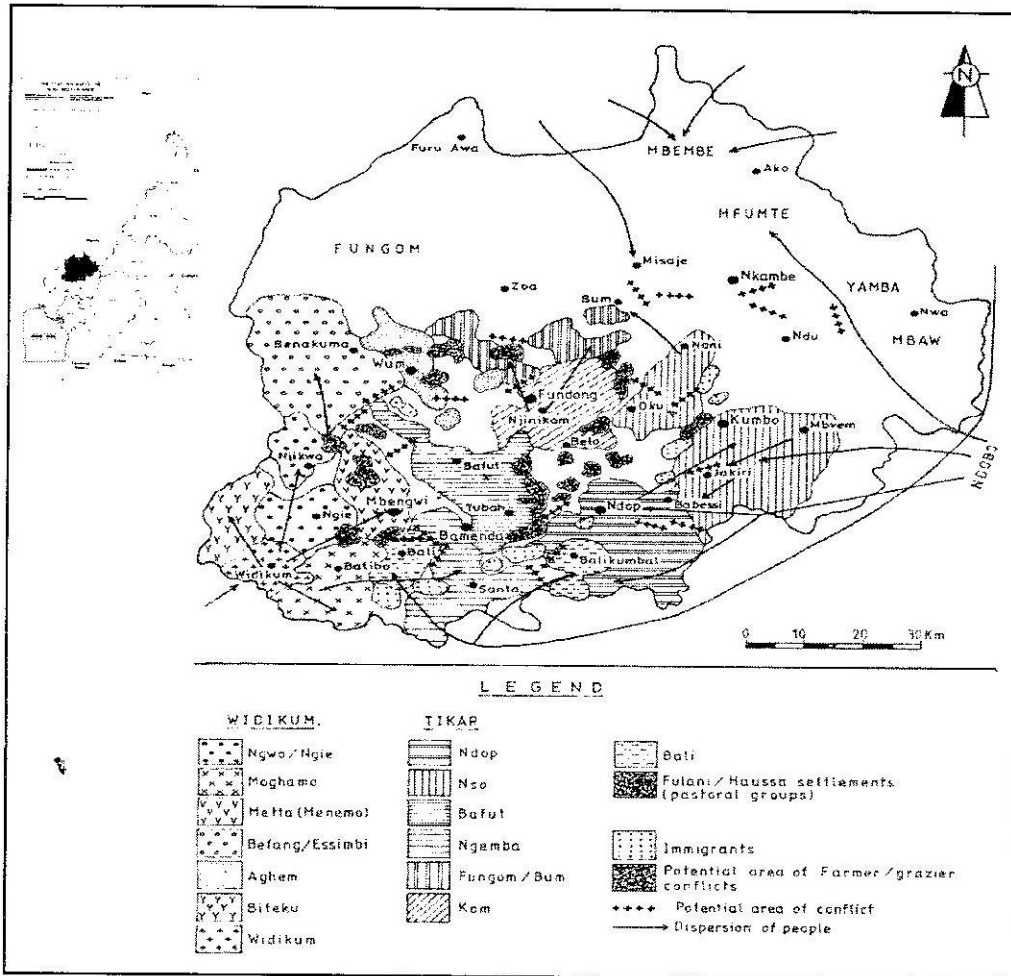 N
Furu Awa
MBEMBE
Ako
MFUMTE
FUNGOM
Misaje
Nkambe
YAMBA
Zoa
Bum
Nwa
Ndu
MBAW
Benakuma
Wum
Nani
Fundong
Oku
Njinikom
Kumbo
Mbvem
Belo
Njikwa
Bafut
Jakiri
NDOBO
Mbengwi
Ngie
Tubah
Ndop
Babessi
Bamenda
Bali
Balikumbat
Widikum
Batibo
Santa
0 10 20 30 Km
LEGEND
WIDIKUM.
Ngwo/Ngie
Moghamo
Metta (Menemo)
Befang/Essimbi
Aghem
Bifeku
Widikum
TIKAR
Ndop
Nso
Bafut
Ngemba
Fungom/Bum
Kom
Bali
Fulani/Haussa settlements
(pastoral groups)
Immigrants
Potential area of Farmer/grazier
conflicts
Potential area of conflict
Dispersion of people